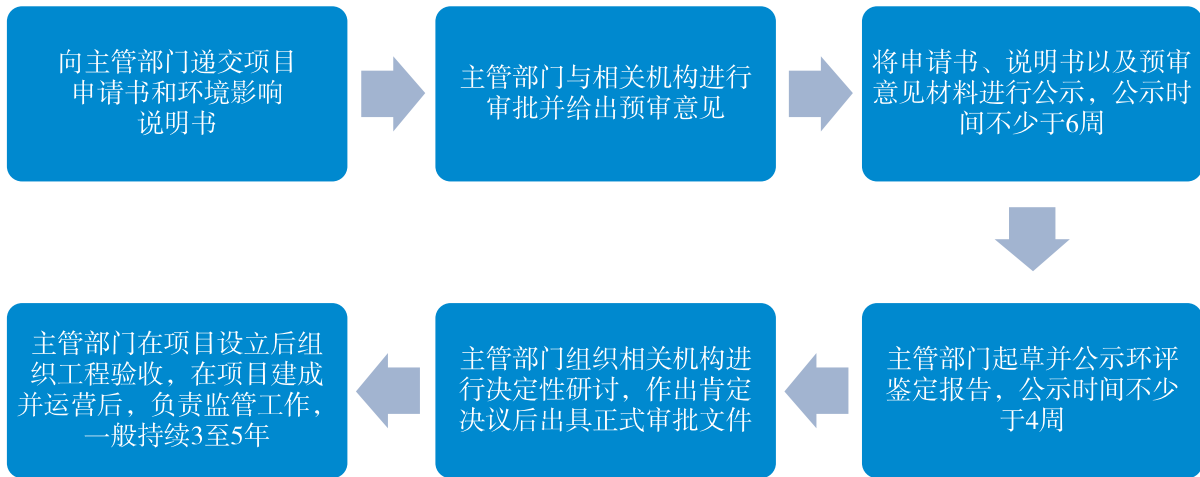 向主管部门递交项目
申请书和环境影响
说明书
主管部门与相关机构进行
审批并给出预审意见
将申请书、说明书以及预审
意见材料进行公示，公示时
间不少于6周
主管部门起草并公示环评
鉴定报告，公示时间不少
于4周
主管部门组织相关机构进
行决定性研讨，作出肯定
决议后出具正式审批文件
主管部门在项目设立后组
织工程验收，在项目建成
并运营后，负责监管工作，
一般持续3至5年